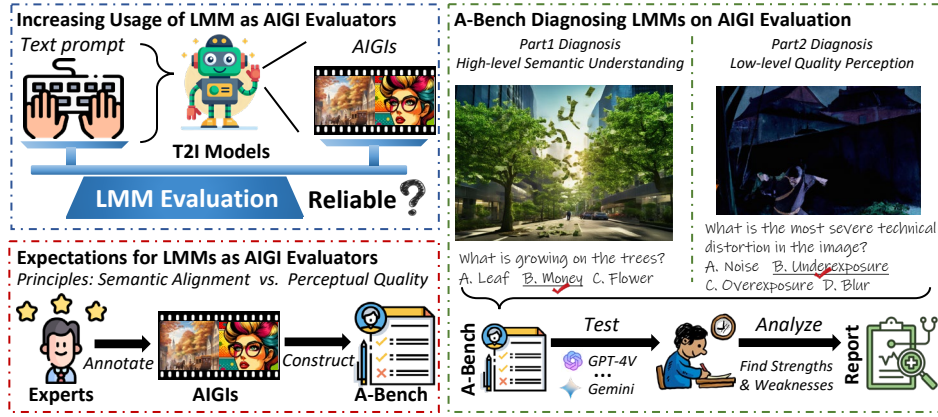 Increasing Usage of LMM as AIGI Evaluators
Text prompt
AIGIs
T2I Models
LMM Evaluation
Reliable ?
Expectations for LMMs as AIGI Evaluators
Principles: Semantic Alignment vs. Perceptual Quality
Annotate
Construct
Experts
AIGIs
A-Bench
A-Bench Diagnosing LMMs on AIGI Evaluation
Part1 Diagnosis
High-level Semantic Understanding
What is growing on the trees?
A. Leaf B. Money C. Flower
Part2 Diagnosis
Low-level Quality Perception
What is the most severe technical
distortion in the image?
A. Noise B. Underexposure
C. Overexposure D. Blur
A-Bench
Test
GPT-4V
...
Gemini
Analyze
Find Strengths
& Weaknesses
Report